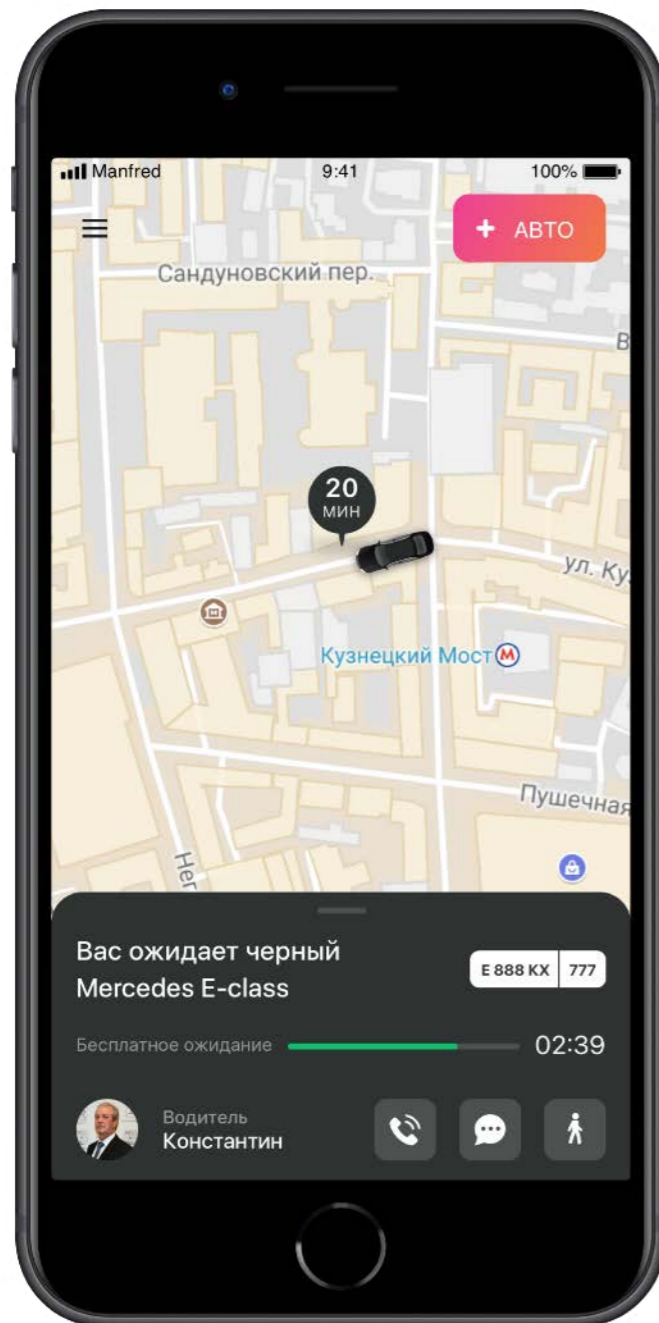 Manfred
9:41
100%
+ АВТО
Сандуновский пер.
В
20
мин
ул. Ку
Кузнецкий Мост М
Пушечная
Нег
Вас ожидает черный
Mercedes E-class
E 888 KX 777
Бесплатное ожидание
02:39
Водитель
Константин